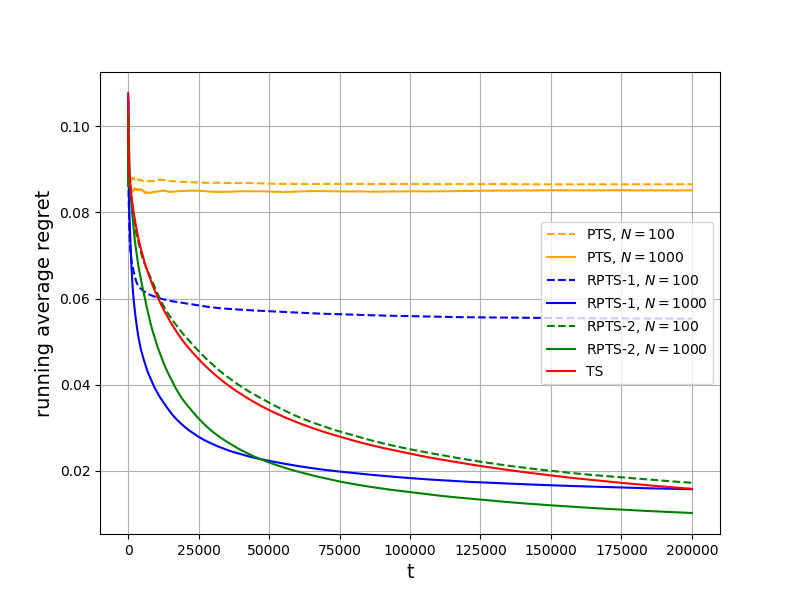 running average regret
0.10
0.08
0.06
0.04
0.02
0 25000 50000 75000 100000 125000 150000 175000 200000
t
PTS, N = 100
PTS, N = 1000
RPTS-1, N = 100
RPTS-1, N = 1000
RPTS-2, N = 100
RPTS-2, N = 1000
TS